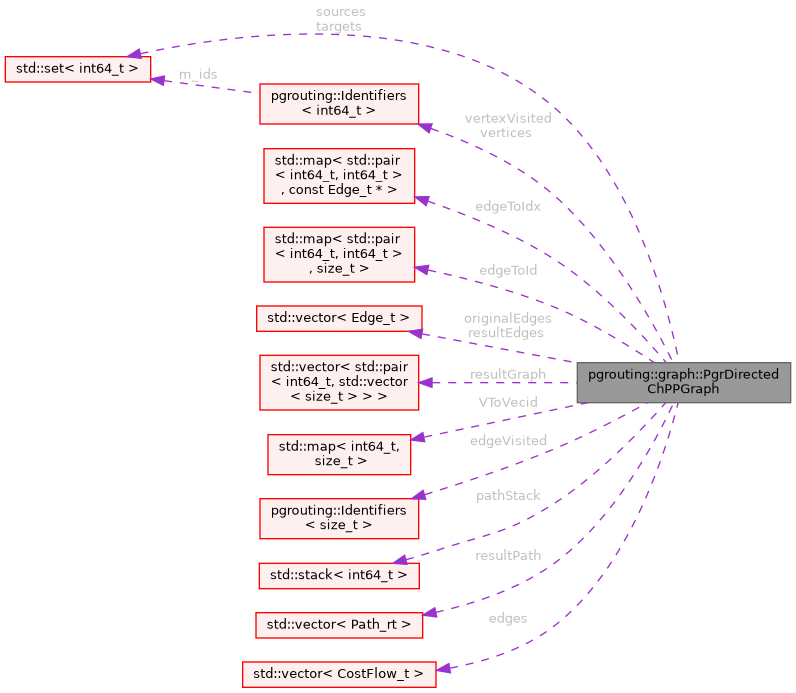 sources
targets
std::set< int64_t >
m_ids
pgrouting::Identifiers
< int64_t >
vertexVisited
vertices
std::map< std::pair
< int64_t, int64_t >
, const Edge_t * >
edgeToIdx
std::map< std::pair
< int64_t, int64_t >
, size_t >
edgeToId
std::vector< Edge_t >
originalEdges
resultEdges
std::vector< std::pair
< int64_t, std::vector
< size_t > > >
resultGraph
pgrouting::graph::PgrDirected
ChPPGraph
VToVecid
std::map< int64_t,
size_t >
edgeVisited
pgrouting::Identifiers
< size_t >
pathStack
std::stack< int64_t >
resultPath
std::vector< Path_rt >
edges
std::vector< CostFlow_t >